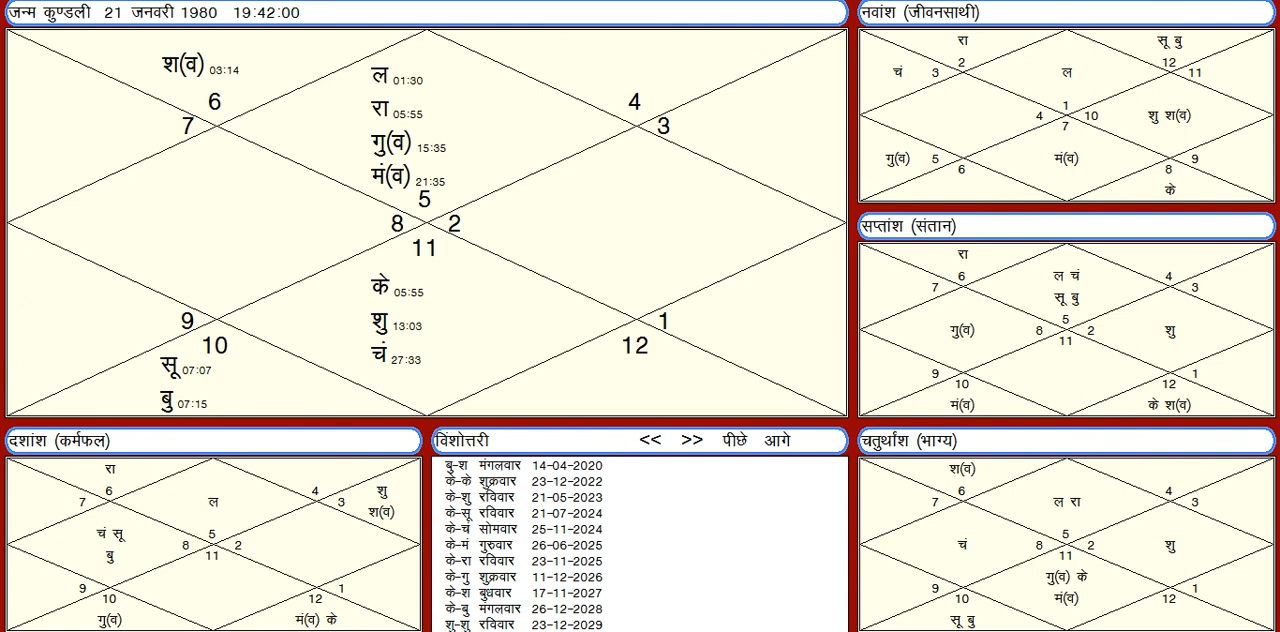 जन्म कुण्डली 21 जनवरी 1980 19:42:00
श(व) 03:14
6
7
ल 01:30
रा 05:55
गु(व) 15:35
मं(व) 21:35
5
4
3
8
2
11
के 05:55
शु 13:03
चं 27:33
9
10
सू 07:07
बु 07:15
1
12
नवांश (जीवनसाथी)
रा
सू बु
2
12
चं 3
ल
11
1
4
10
शु श(व)
7
गु(व) 5
मं(व)
9
6
8
के
सप्तांश (संतान)
रा
6
ल चं
4
7
सू बु
3
5
गु(व)
8
2
शु
11
9
1
10
12
मं(व)
के श(व)
दशांश (कर्मफल)
रा
6
4
शु
7
ल
3
श(व)
चं सू
5
बु
8
2
11
9
1
10
12
गु(व)
मं(व) के
विंशोत्तरी << >> पीछे आगे
बु-श मंगलवार 14-04-2020
के-के शुक्रवार 23-12-2022
के-शु रविवार 21-05-2023
के-सू रविवार 21-07-2024
के-चं सोमवार 25-11-2024
के-मं गुरुवार 26-06-2025
के-रा रविवार 23-11-2025
के-गु शुक्रवार 11-12-2026
के-श बुधवार 17-11-2027
के-बु मंगलवार 26-12-2028
शु-शु रविवार 23-12-2029
चतुर्थांश (भाग्य)
श(व)
6
4
7
ल रा
3
5
चं
8
2
शु
11
गु(व) के
9
1
10
मं(व)
12
सू बु